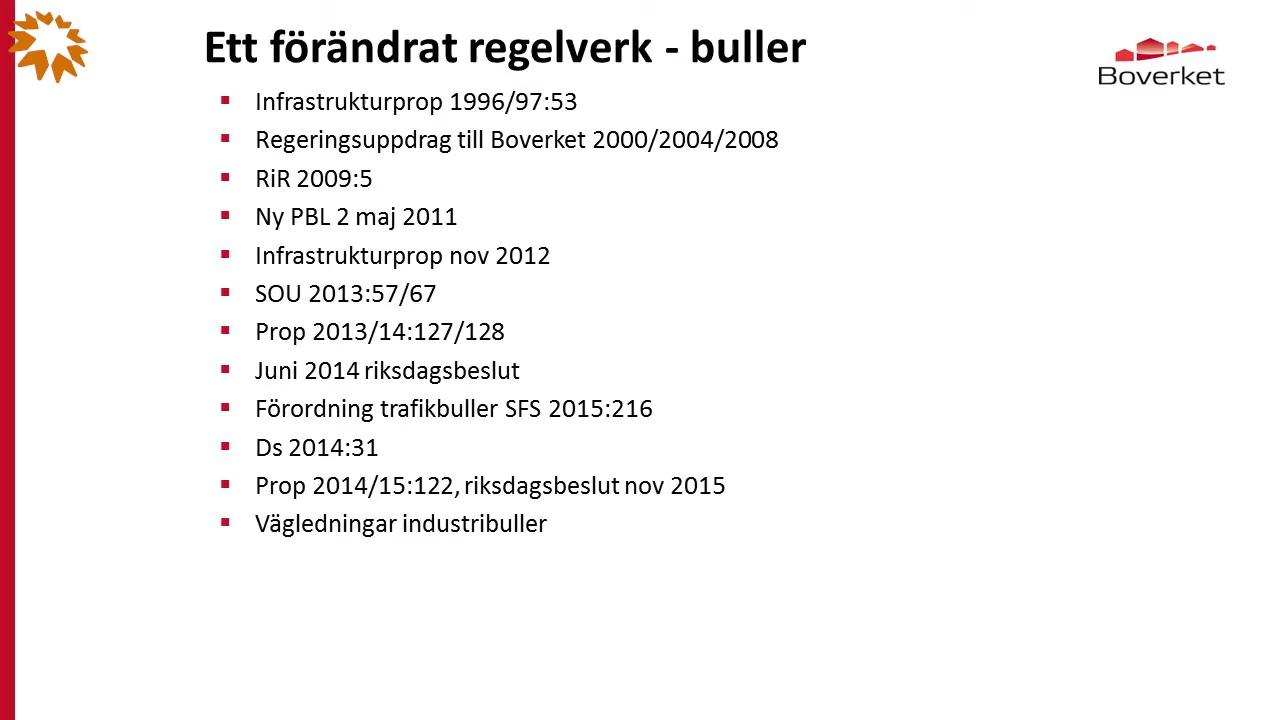 Ett förändrat regelverk - buller
Boverket
Infrastrukturprop 1996/97:53
Regeringsuppdrag till Boverket 2000/2004/2008
RiR 2009:5
Ny PBL 2 maj 2011
Infrastrukturprop nov 2012
SOU 2013:57/67
Prop 2013/14:127/128
Juni 2014 riksdagsbeslut
Förordning trafikbuller SFS 2015:216
Ds 2014:31
Prop 2014/15:122, riksdagsbeslut nov 2015
Vägledningar industribuller